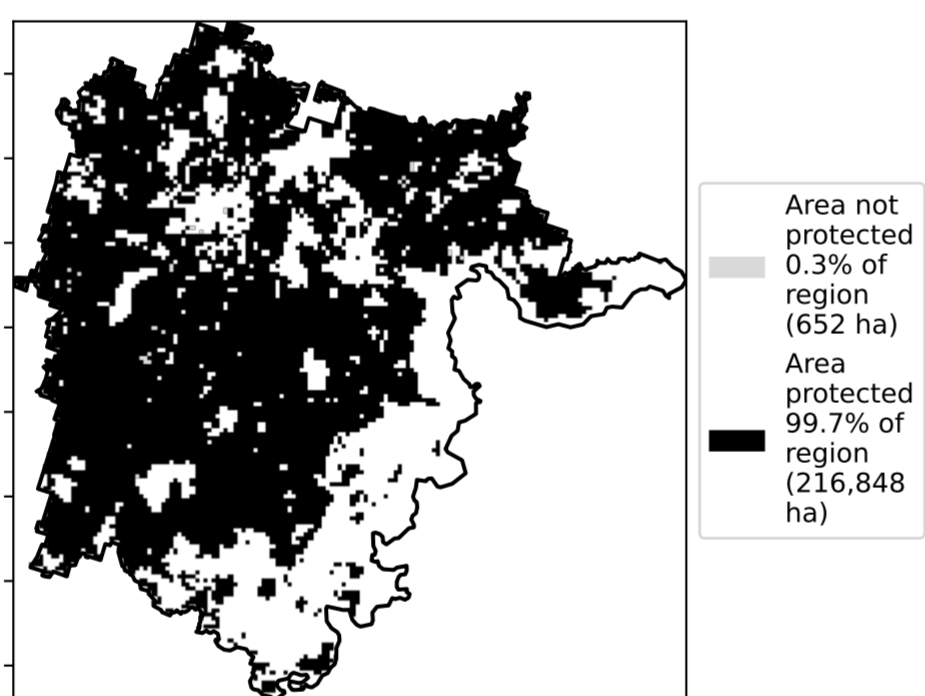 Area not
protected
0.3% of
region
(652 ha)
Area
protected
99.7% of
region
(216,848
ha)